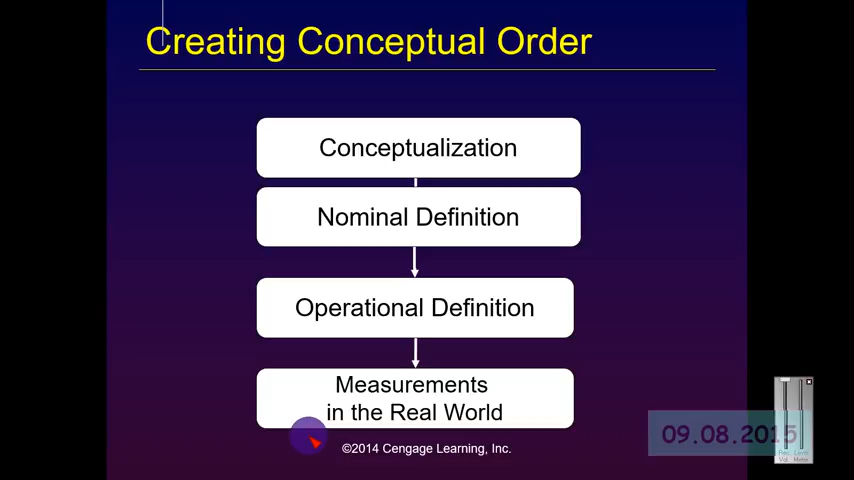 Creating Conceptual Order
Conceptualization
Nominal Definition
Operational Definition
Measurements
in the Real World
©2014 Cengage Learning, Inc.
09.08.2015